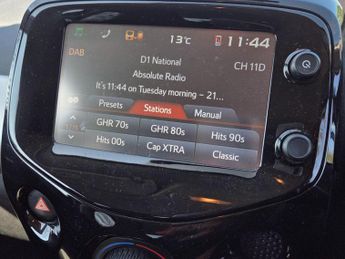 13°C 11:44
DAB
D1 National
CH 11D
Absolute Radio
It's 11:44 on Tuesday morning – 21...
Presets Stations Manual
GHR 70s GHR 80s Hits 90s
Hits 00s Cap XTRA Classic